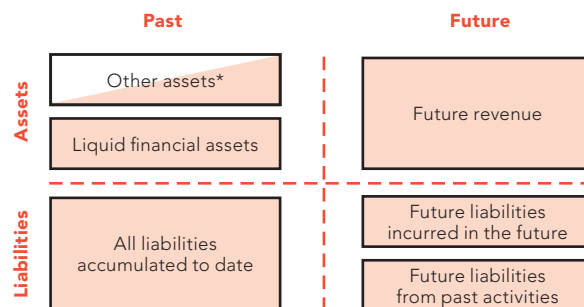 Past
Future
Assets
Other assets*
Liquid financial assets
Future revenue
Liabilities
All liabilities
accumulated to date
Future liabilities
incurred in the future
Future liabilities
from past activities